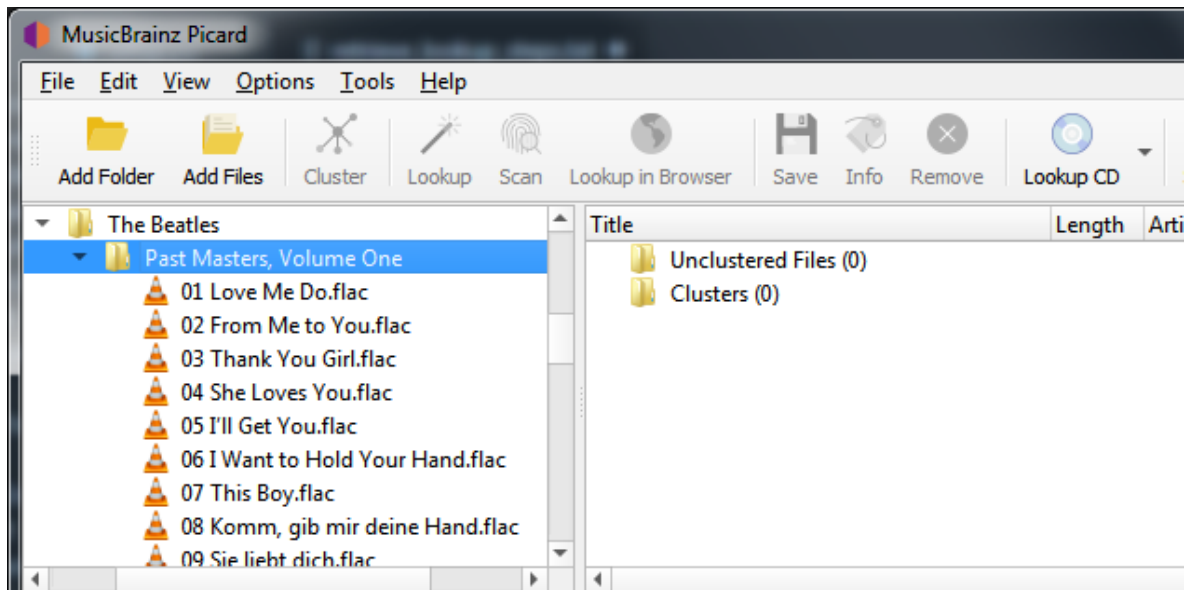 MusicBrainz Picard
File Edit View Options Tools Help
Add Folder Add Files Cluster Lookup Scan Lookup in Browser Save Info Remove Lookup CD
The Beatles
Past Masters, Volume One
01 Love Me Do.flac
02 From Me to You.flac
03 Thank You Girl.flac
04 She Loves You.flac
05 I'll Get You.flac
06 I Want to Hold Your Hand.flac
07 This Boy.flac
08 Komm, gib mir deine Hand.flac
09 Sie liebt dich.flac
Title Length Arti
Unclustered Files (0)
Clusters (0)